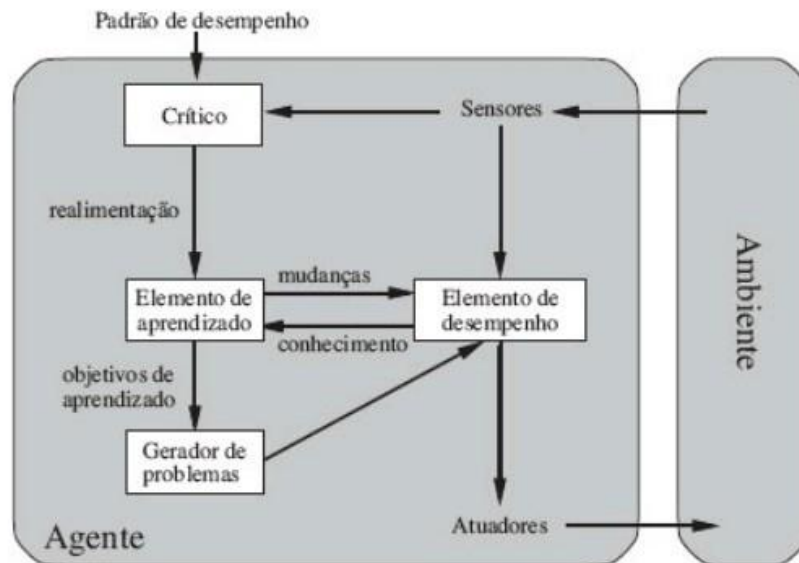 Padrão de desempenho
Crítico
Sensores
realimentação
mudanças
Elemento de
aprendizado
Elemento de
desempenho
conhecimento
objetivos de
aprendizado
Gerador de
problemas
Atuadores
Agente
Ambiente